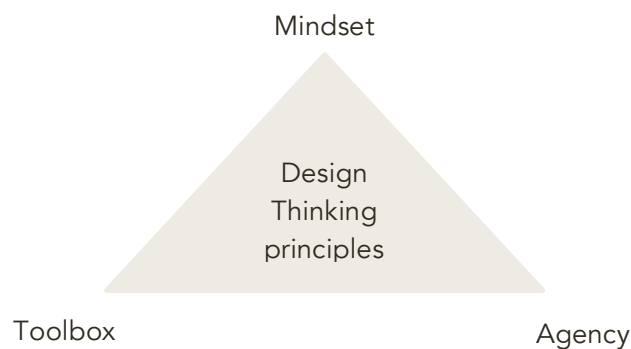 Mindset
Design
Thinking
principles
Toolbox
Agency